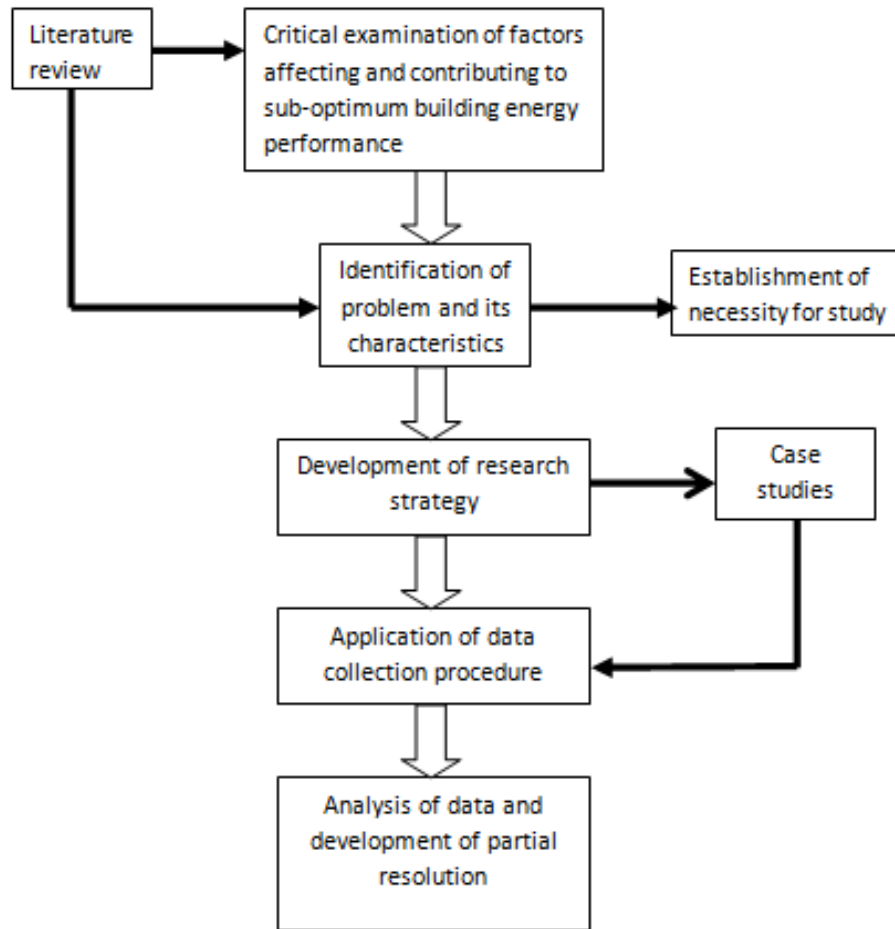 Literature
review
Critical examination of factors
affecting and contributing to
sub-optimum building energy
performance
Identification of
problem and its
characteristics
Establishment of
necessity for study
Development of research
strategy
Case
studies
Application of data
collection procedure
Analysis of data and
development of partial
resolution